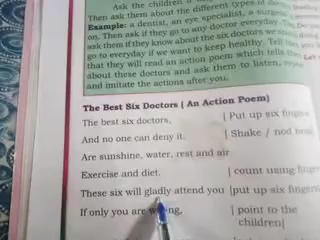 Ask the children if
Then ask them about the different types of doctors
Example: a dentist, an eye specialist, a surgeon
on. Then ask if they go to any doctor everyday.
ask them if they know about the six doctors we
go to everyday if we want to keep healthy. Tell
that they will read an action poem which tells
about these doctors and ask them to listen,
and imitate the actions after you.
The Best Six Doctors ( An Action Poem)
The best six doctors, [ Put up six fingers
And no one can deny it. [ Shake / nod head
Are sunshine, water, rest and air
Exercise and diet. [ count using fingers
These six will gladly attend you [put up six fingers
If only you are willing, [ point to the
children]